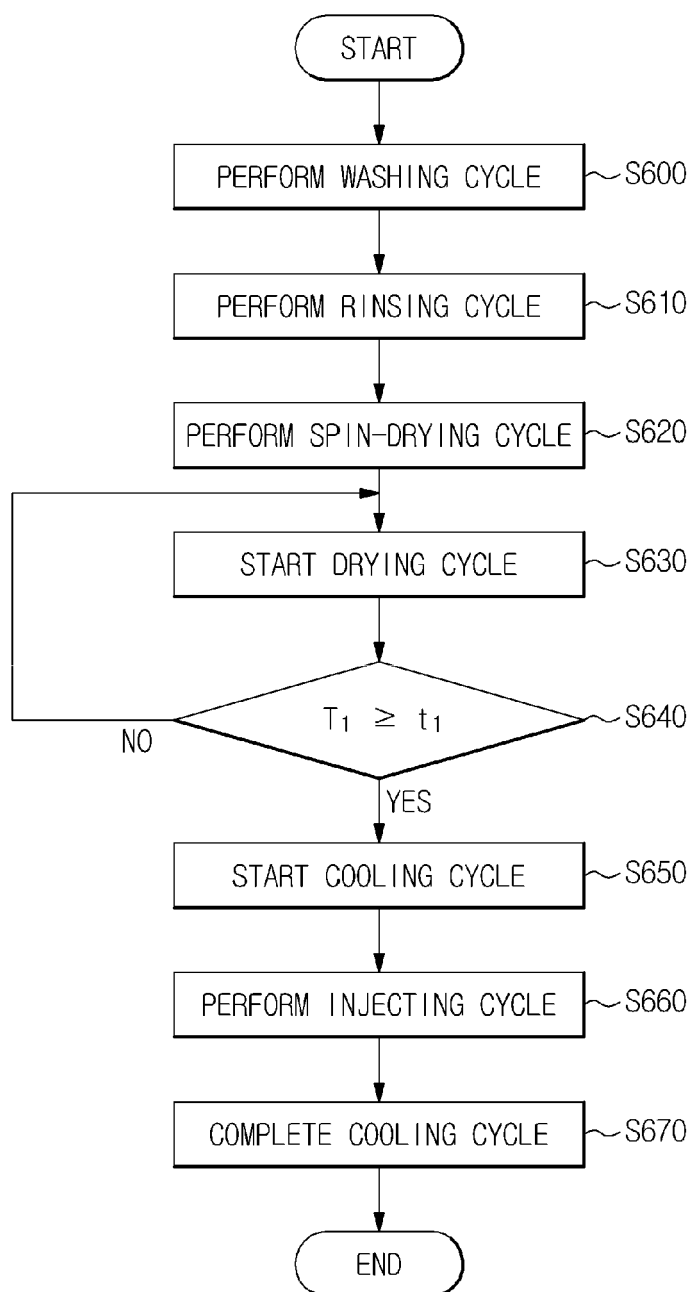 START
PERFORM WASHING CYCLE
S600
PERFORM RINSING CYCLE
S610
PERFORM SPIN-DRYING CYCLE
S620
START DRYING CYCLE
S630
T₁ ≥ t₁
S640
NO
YES
START COOLING CYCLE
S650
PERFORM INJECTING CYCLE
S660
COMPLETE COOLING CYCLE
S670
END